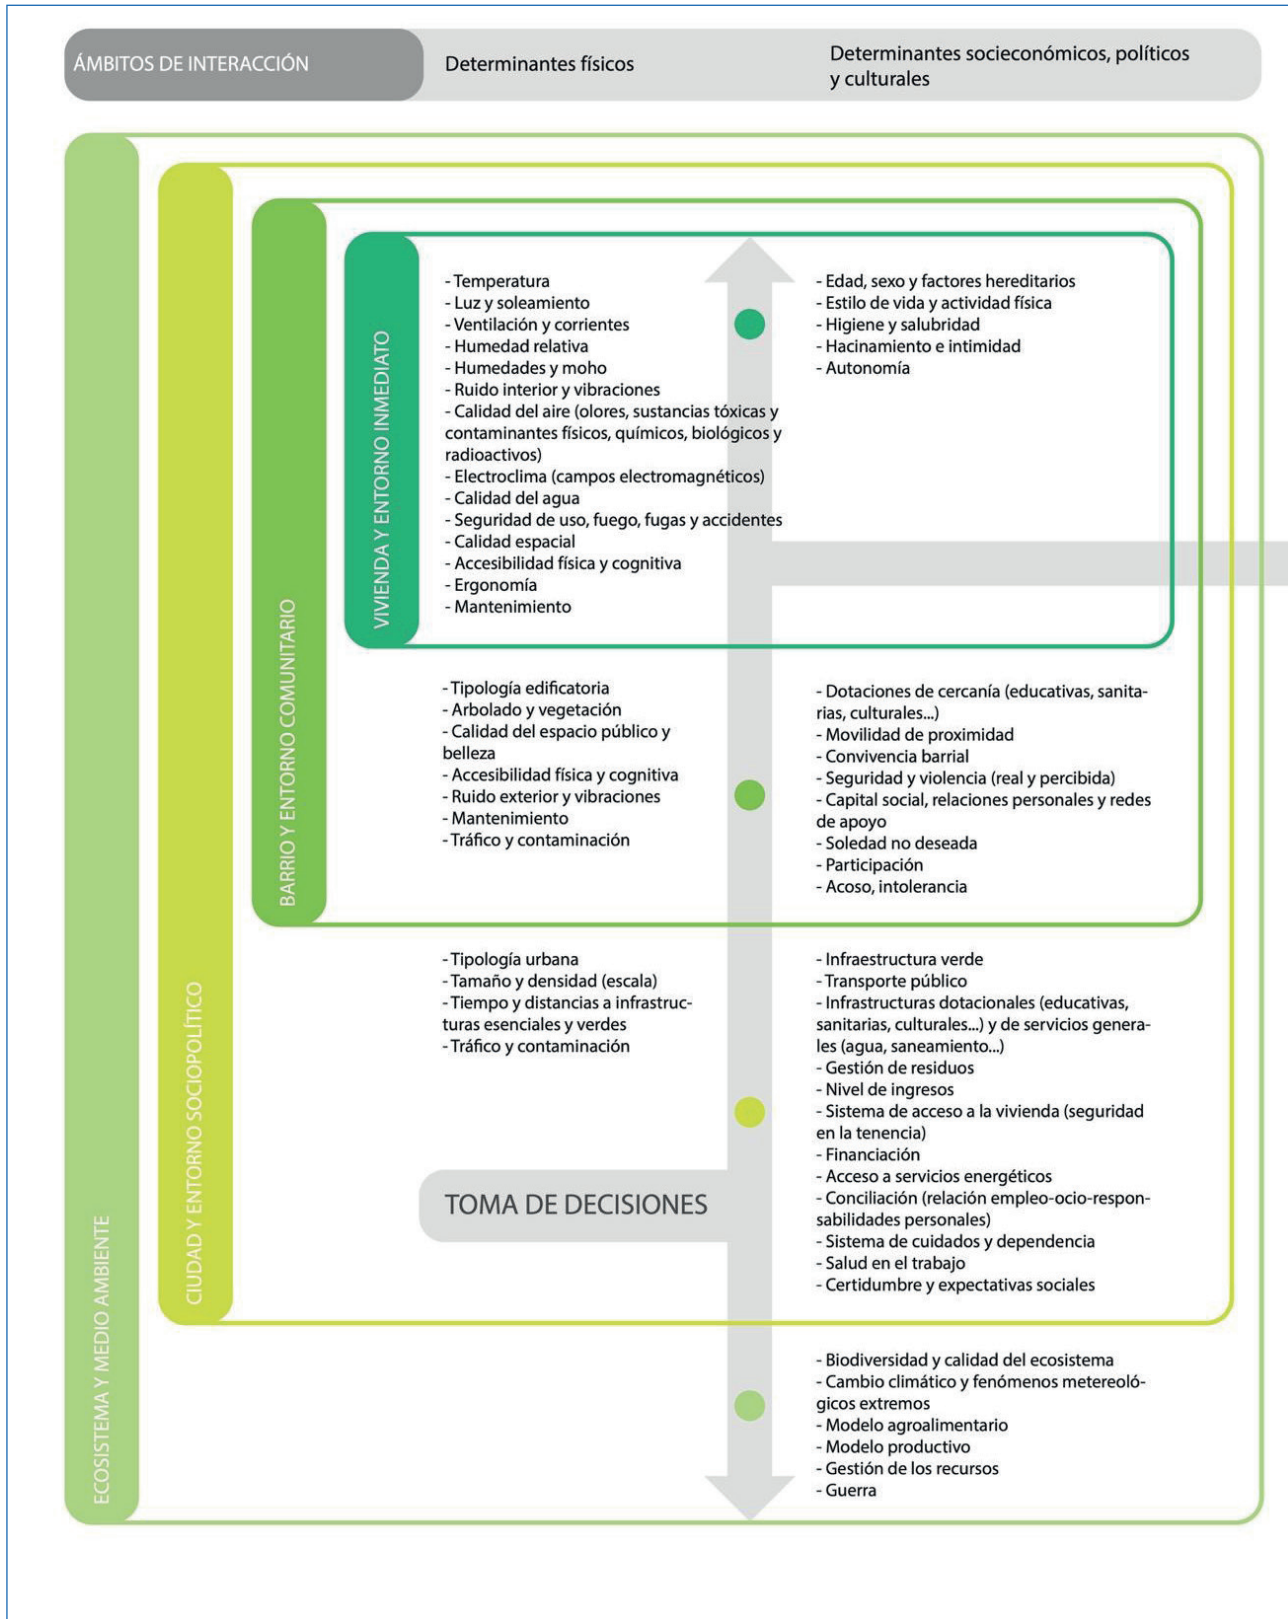 ÁMBITOS DE INTERACCIÓN
Determinantes físicos
Determinantes socieconómicos, políticos
y culturales
ECOSISTEMA Y MEDIO AMBIENTE
CIUDAD Y ENTORNO SOCIOPOLÍTICO
BARRIO Y ENTORNO COMUNITARIO
VIVIENDA Y ENTORNO INMEDIATO
- Temperatura
- Luz y soleamiento
- Ventilación y corrientes
- Humedad relativa
- Humedades y moho
- Ruido interior y vibraciones
- Calidad del aire (olores, sustancias tóxicas y
contaminantes físicos, químicos, biológicos y
radioactivos)
- Electroclima (campos electromagnéticos)
- Calidad del agua
- Seguridad de uso, fuego, fugas y accidentes
- Calidad espacial
- Accesibilidad física y cognitiva
- Ergonomía
- Mantenimiento
- Edad, sexo y factores hereditarios
- Estilo de vida y actividad física
- Higiene y salubridad
- Hacinamiento e intimidad
- Autonomía
- Tipología edificatoria
- Arbolado y vegetación
- Calidad del espacio público y
belleza
- Accesibilidad física y cognitiva
- Ruido exterior y vibraciones
- Mantenimiento
- Tráfico y contaminación
- Dotaciones de cercanía (educativas, sanita-
rias, culturales...)
- Movilidad de proximidad
- Convivencia barrial
- Seguridad y violencia (real y percibida)
- Capital social, relaciones personales y redes
de apoyo
- Soledad no deseada
- Participación
- Acoso, intolerancia
- Tipología urbana
- Tamaño y densidad (escala)
- Tiempo y distancias a infrastruc-
turas esenciales y verdes
- Tráfico y contaminación
- Infraestructura verde
- Transporte público
- Infrastructuras dotacionales (educativas,
sanitarias, culturales...) y de servicios genera-
les (agua, saneamiento...)
- Gestión de residuos
- Nivel de ingresos
- Sistema de acceso a la vivienda (seguridad
en la tenencia)
- Financiación
- Acceso a servicios energéticos
- Conciliación (relación empleo-ocio-respon-
sabilidades personales)
- Sistema de cuidados y dependencia
- Salud en el trabajo
- Certidumbre y expectativas sociales
TOMA DE DECISIONES
- Biodiversidad y calidad del ecosistema
- Cambio climático y fenómenos metereoló-
gicos extremos
- Modelo agroalimentario
- Modelo productivo
- Gestión de los recursos
- Guerra